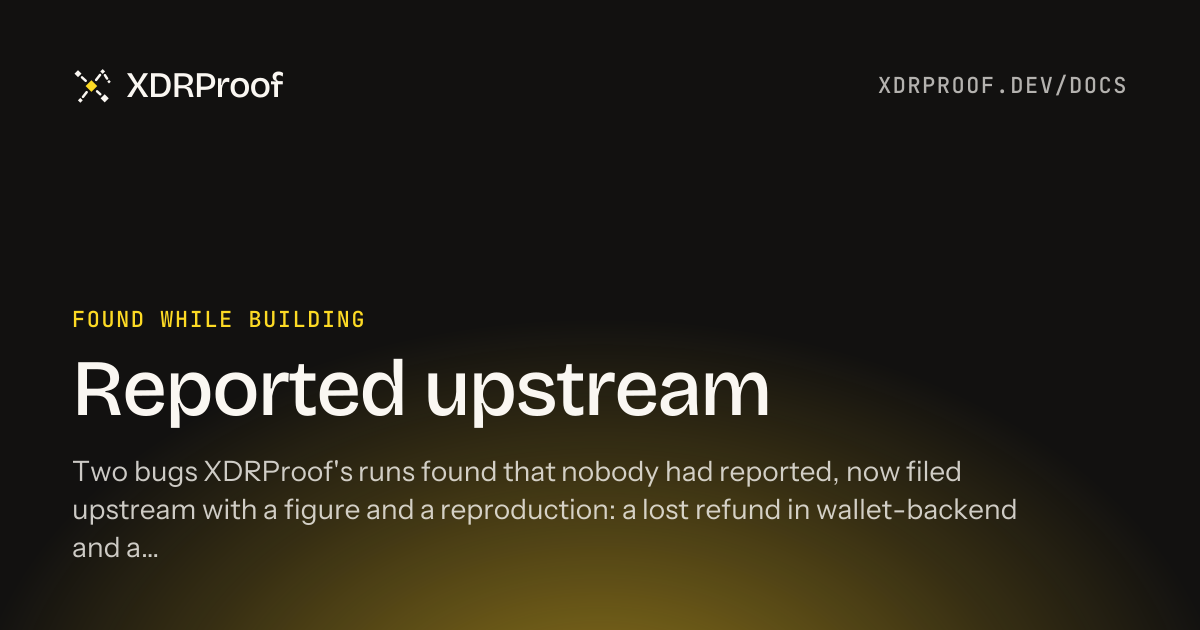 XDRProof
XDRPROOF.DEV/DOCS
FOUND WHILE BUILDING
Reported upstream
Two bugs XDRProof's runs found that nobody had reported, now filed
upstream with a figure and a reproduction: a lost refund in wallet-backend
and a...